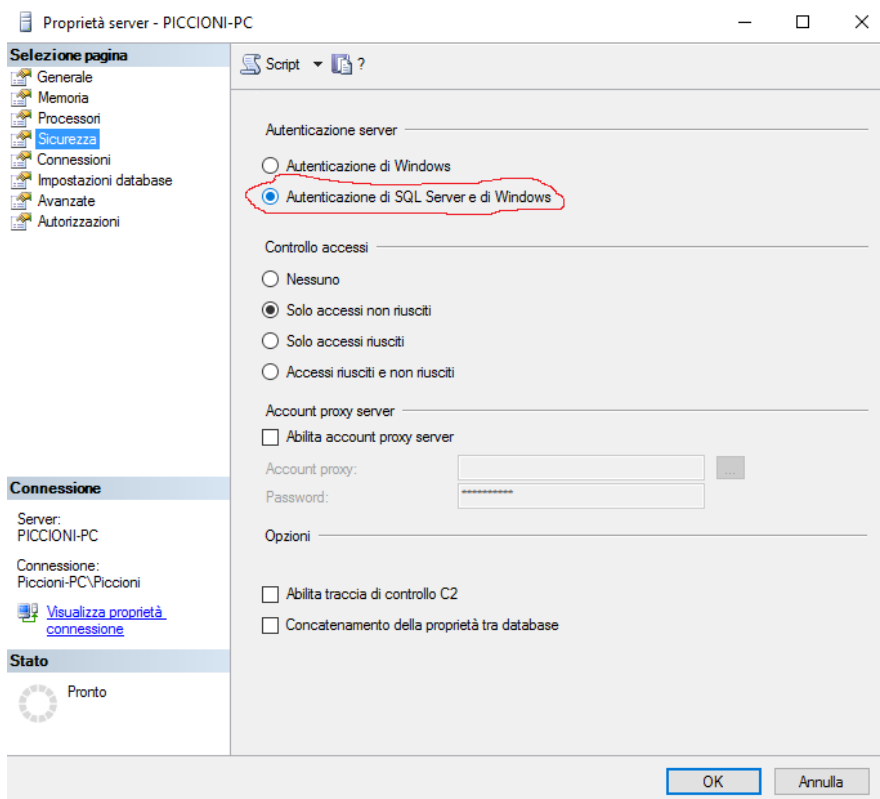 Proprietà server - PICCIONI-PC
Selezione pagina
Generale
Memoria
Processori
Sicurezza
Connessioni
Impostazioni database
Avanzate
Autorizzazioni
Connessione
Server:
PICCIONI-PC
Connessione:
Piccioni-PC\Piccioni
Visualizza proprietà
connessione
Stato
Pronto
Script ?
Autenticazione server
Autenticazione di Windows
Autenticazione di SQL Server e di Windows
Controllo accessi
Nessuno
Solo accessi non riusciti
Solo accessi riusciti
Accessi riusciti e non riusciti
Account proxy server
Abilita account proxy server
Account proxy:
...
Password:
**********
Opzioni
Abilita traccia di controllo C2
Concatenamento della proprietà tra database
OK
Annulla